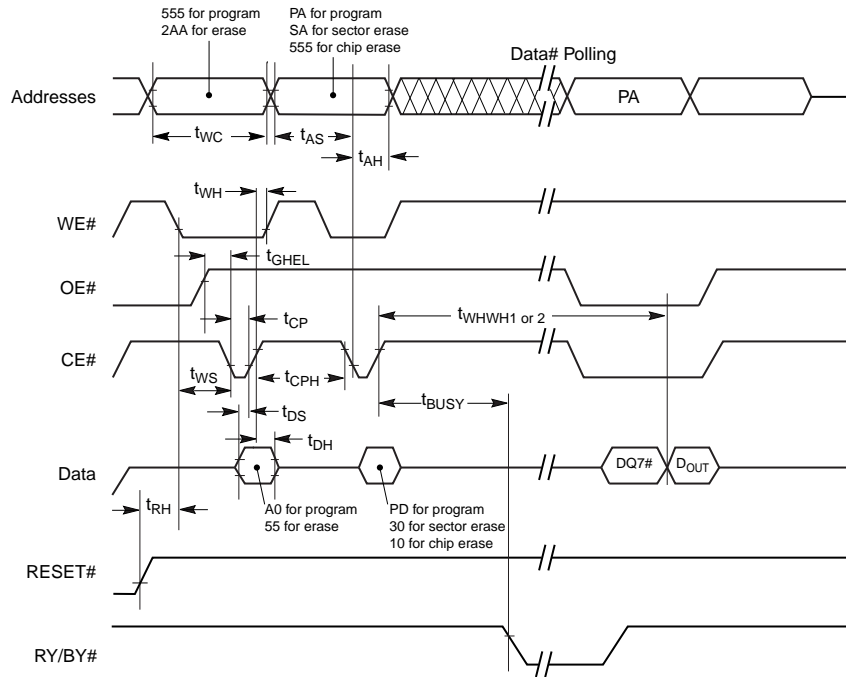 555 for program
2AA for erase
PA for program
SA for sector erase
555 for chip erase
Data# Polling
Addresses
PA
tWC
tAS
tAH
tWH
WE#
tGHEL
OE#
tCP
tWHWH1 or 2
CE#
tWS
tCPH
tBUSY
tDS
tDH
Data
DQ7#
DOUT
tRH
A0 for program
55 for erase
PD for program
30 for sector erase
10 for chip erase
RESET#
RY/BY#